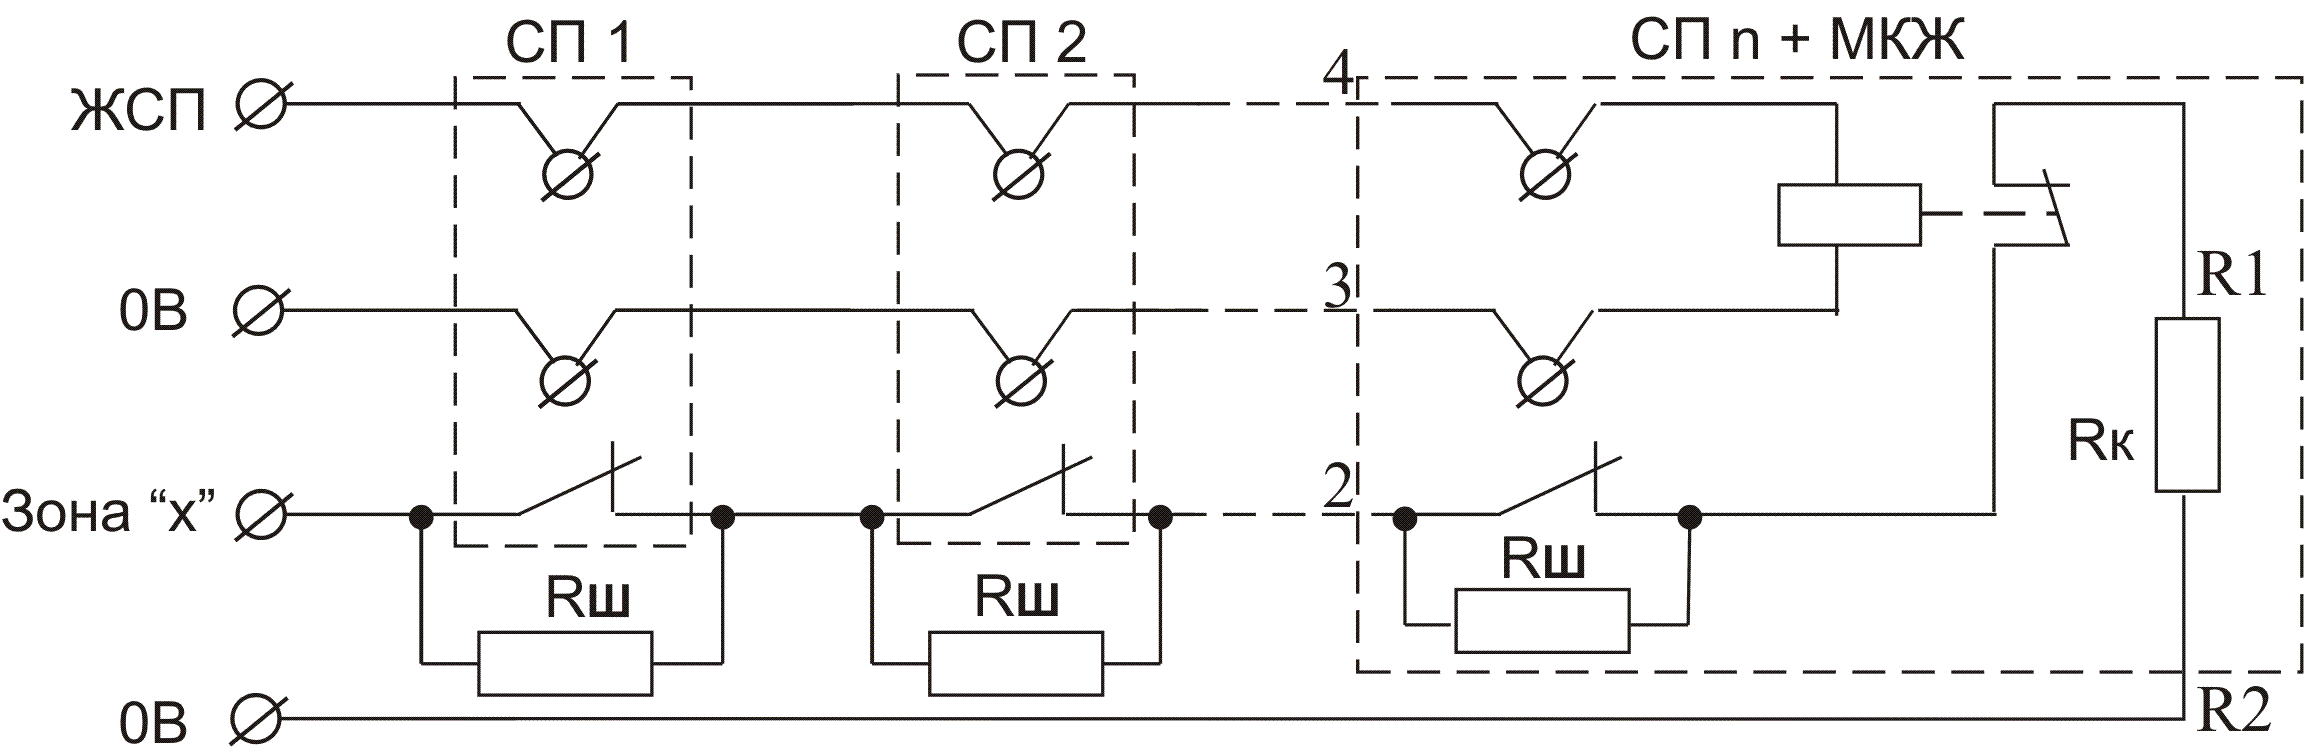 СП 1
СП 2
СП n + МКЖ
ЖСП
4
0В
3
R1
Rк
Зона “x”
2
Rш
Rш
Rш
0В
R2